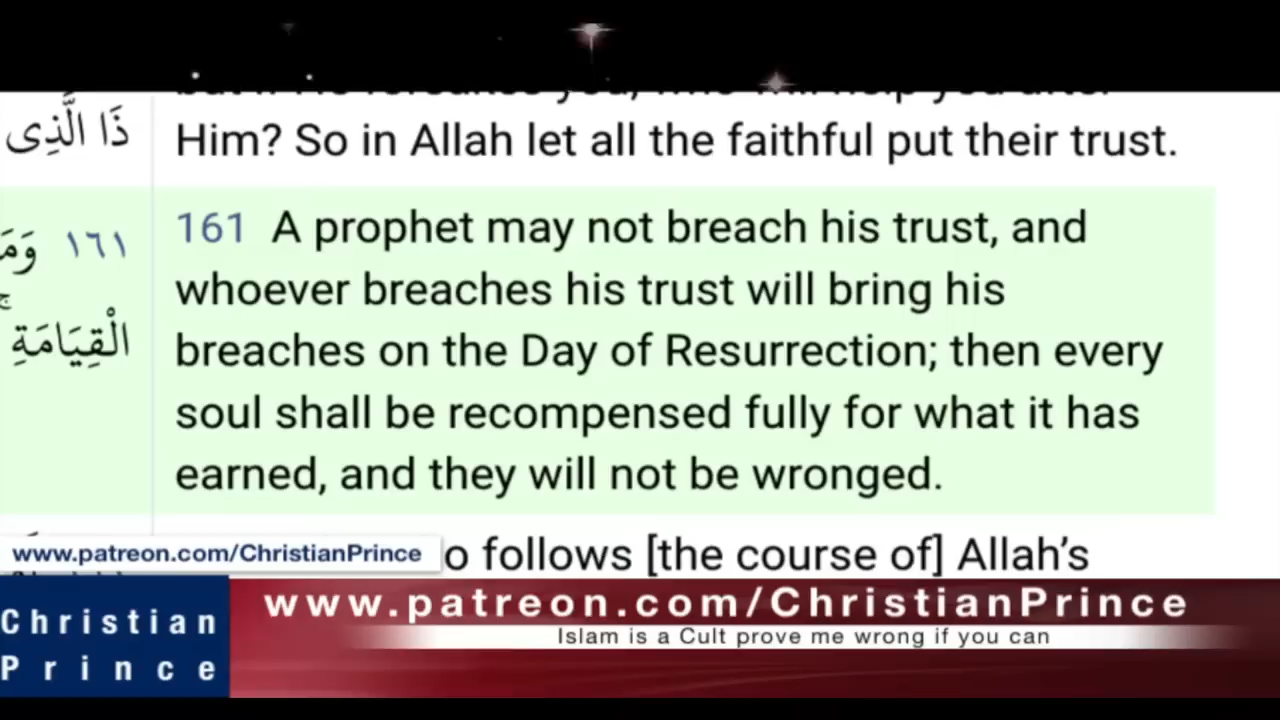 ذَا الَّذِى
Him? So in Allah let all the faithful put their trust.
١٦١
161 A prophet may not breach his trust, and
whoever breaches his trust will bring his
الْقِيَامَةِ
breaches on the Day of Resurrection; then every
soul shall be recompensed fully for what it has
earned, and they will not be wronged.
www.patreon.com/ChristianPrince
o follows [the course of] Allah’s
Christian
Prince
www.patreon.com/ChristianPrince
Islam is a Cult prove me wrong if you can